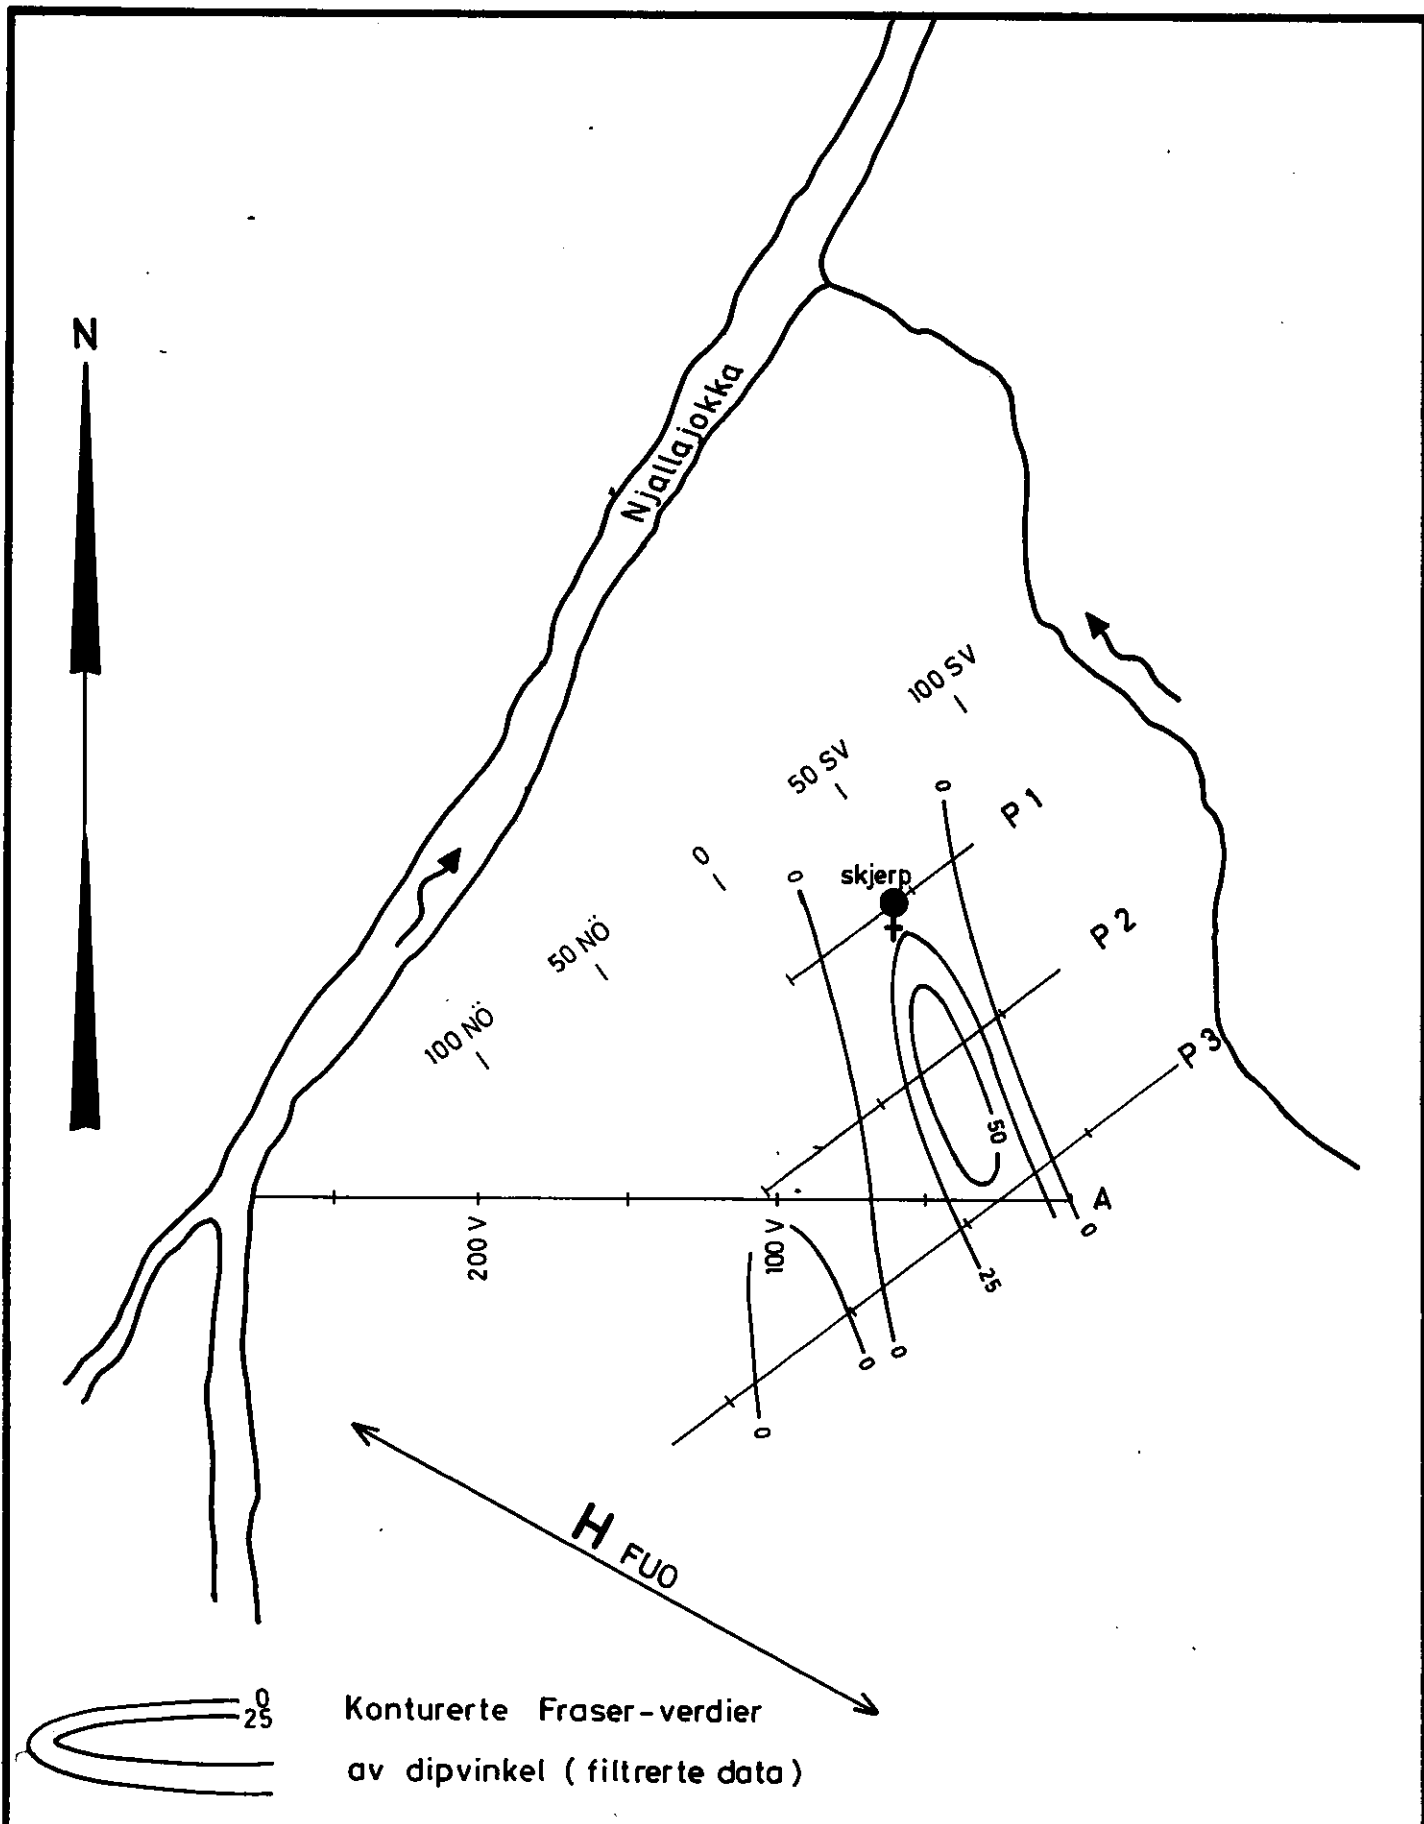 N
Njallajokka
100 SV
50 SV
0
0
P 1
0
skjerp
P 2
50 NÖ
100 NÖ
P 3
50
A
200 V
100 V
0
25
0
0
0
H FUO
0
25
Konturerte Fraser-verdier
av dipvinkel ( filtrerte data )